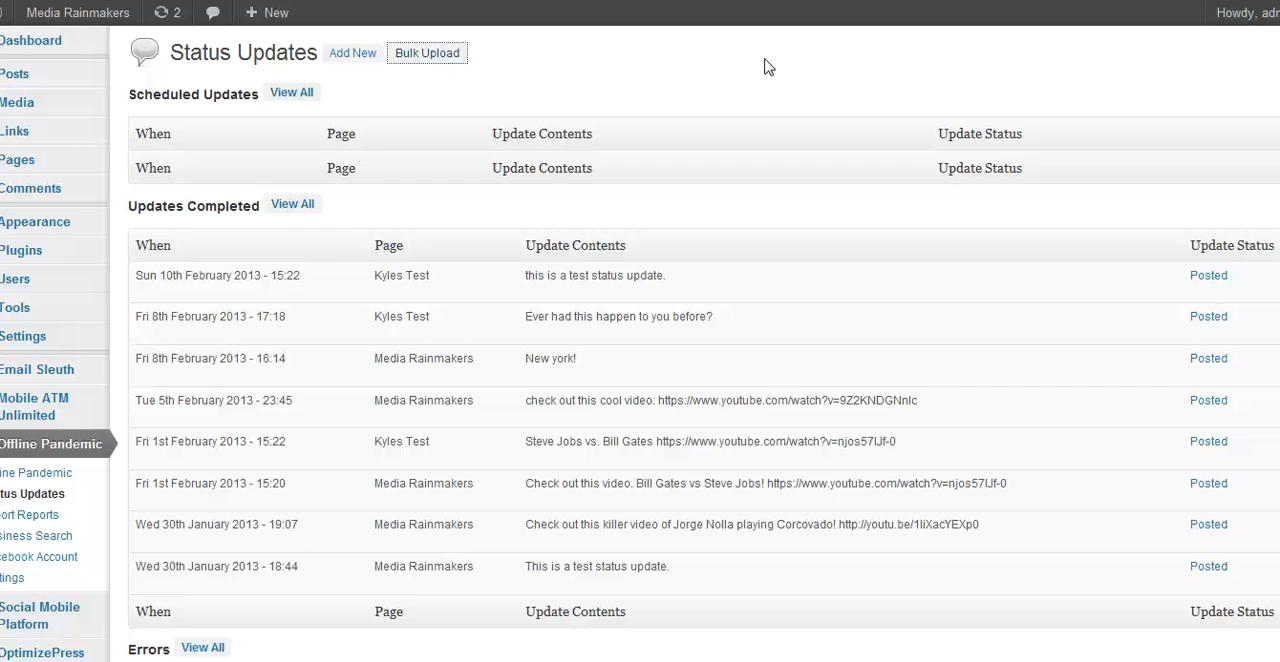 Media Rainmakers 2 + New Howdy, adr
Dashboard
Posts
Media
Links
Pages
Comments
Appearance
Plugins
Users
Tools
Settings
Email Sleuth
Mobile ATM
Unlimited
Offline Pandemic
ine Pandemic
tus Updates
ort Reports
siness Search
cebook Account
tings
Social Mobile
Platform
OptimizePress
Status Updates Add New Bulk Upload
Scheduled Updates View All
When Page Update Contents Update Status
When Page Update Contents Update Status
Updates Completed View All
When Page Update Contents Update Status
Sun 10th February 2013 - 15:22 Kyles Test this is a test status update. Posted
Fri 8th February 2013 - 17:18 Kyles Test Ever had this happen to you before? Posted
Fri 8th February 2013 - 16:14 Media Rainmakers New york! Posted
Tue 5th February 2013 - 23:45 Media Rainmakers check out this cool video: https://www.youtube.com/watch?v=9Z2KNDGNnlc Posted
Fri 1st February 2013 - 15:22 Kyles Test Steve Jobs vs. Bill Gates https://www.youtube.com/watch?v=njos57IJf-0 Posted
Fri 1st February 2013 - 15:20 Media Rainmakers Check out this video. Bill Gates vs Steve Jobs! https://www.youtube.com/watch?v=njos57IJf-0 Posted
Wed 30th January 2013 - 19:07 Media Rainmakers Check out this killer video of Jorge Nolla playing Corcovado! http://youtu.be/1liXacYEXp0 Posted
Wed 30th January 2013 - 18:44 Media Rainmakers This is a test status update. Posted
When Page Update Contents Update Status
Errors View All